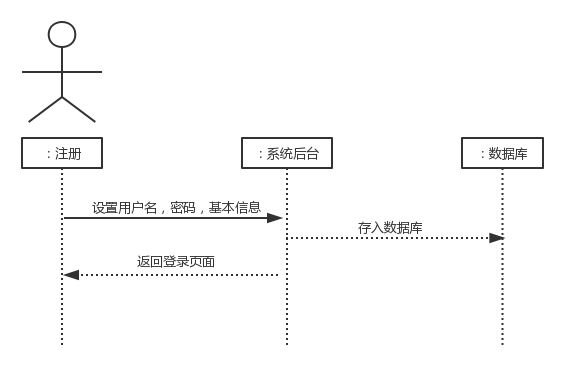 : 注册
: 系统后台
: 数据库
设置用户名，密码，基本信息
存入数据库
返回登录页面